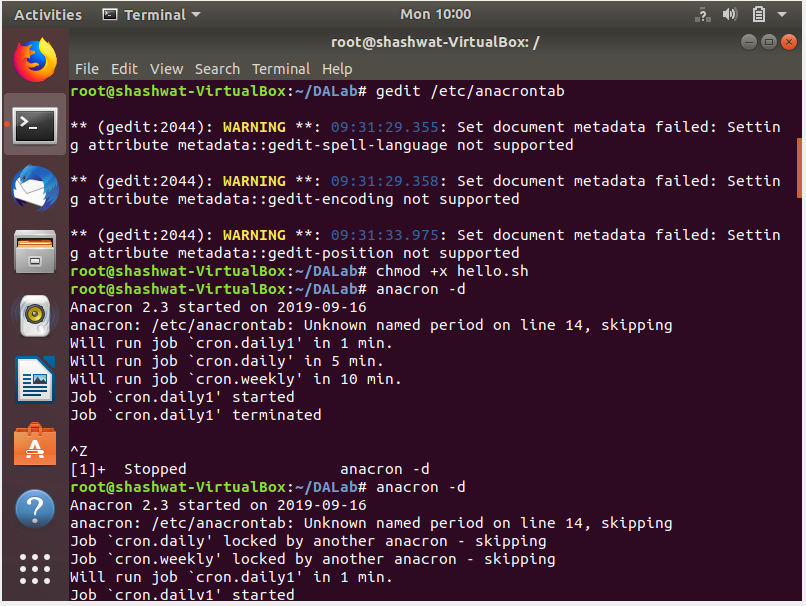 Activities
Terminal
Mon 10:00
root@shashwat-VirtualBox: /
File Edit View Search Terminal Help
root@shashwat-VirtualBox:~/DALab# gedit /etc/anacrontab
** (gedit:2044): WARNING **: 09:31:29.355: Set document metadata failed: Settin
g attribute metadata::gedit-spell-language not supported
** (gedit:2044): WARNING **: 09:31:29.358: Set document metadata failed: Settin
g attribute metadata::gedit-encoding not supported
** (gedit:2044): WARNING **: 09:31:33.975: Set document metadata failed: Settin
g attribute metadata::gedit-position not supported
root@shashwat-VirtualBox:~/DALab# chmod +x hello.sh
root@shashwat-VirtualBox:~/DALab# anacron -d
Anacron 2.3 started on 2019-09-16
anacron: /etc/anacrontab: Unknown named period on line 14, skipping
Will run job `cron.daily1' in 1 min.
Will run job `cron.daily' in 5 min.
Will run job `cron.weekly' in 10 min.
Job `cron.daily1' started
Job `cron.daily1' terminated
^Z
[1]+  Stopped                 anacron -d
root@shashwat-VirtualBox:~/DALab# anacron -d
Anacron 2.3 started on 2019-09-16
anacron: /etc/anacrontab: Unknown named period on line 14, skipping
Job `cron.daily' locked by another anacron - skipping
Job `cron.weekly' locked by another anacron - skipping
Will run job `cron.daily1' in 1 min.
Job `cron.daily1' started